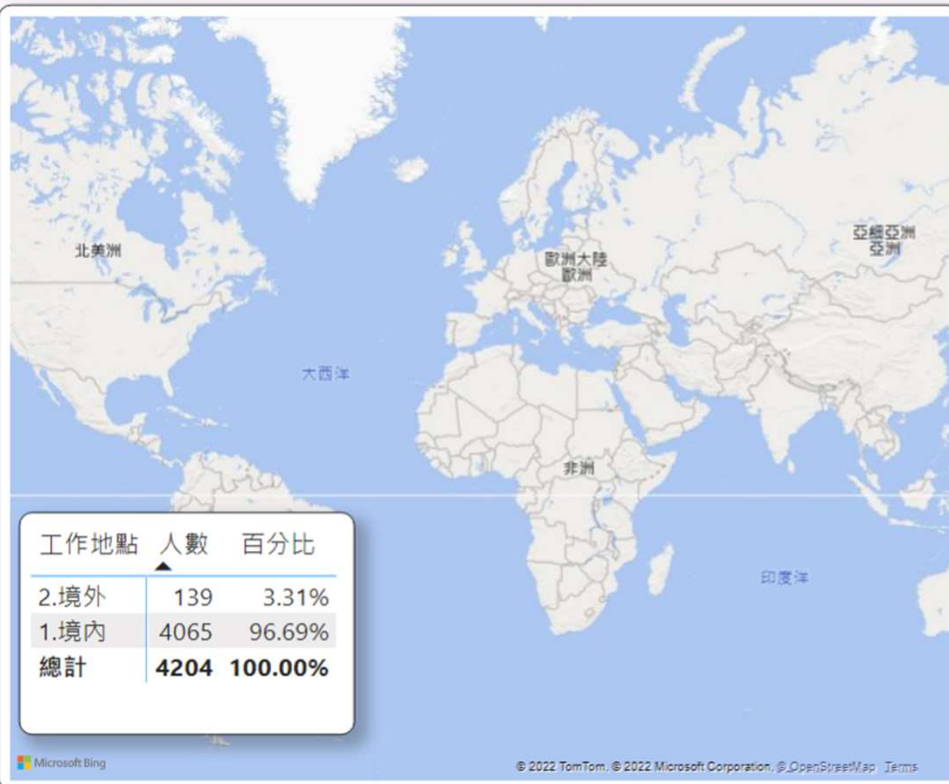 北美洲
亞細亞洲
亞洲
歐洲大陸
歐洲
大西洋
非洲
印度洋
工作地點 人數 百分比
2.境外 139 3.31%
1.境內 4065 96.69%
總計 4204 100.00%
Microsoft Bing
© 2022 TomTom, © 2022 Microsoft Corporation, © OpenStreetMap Terms